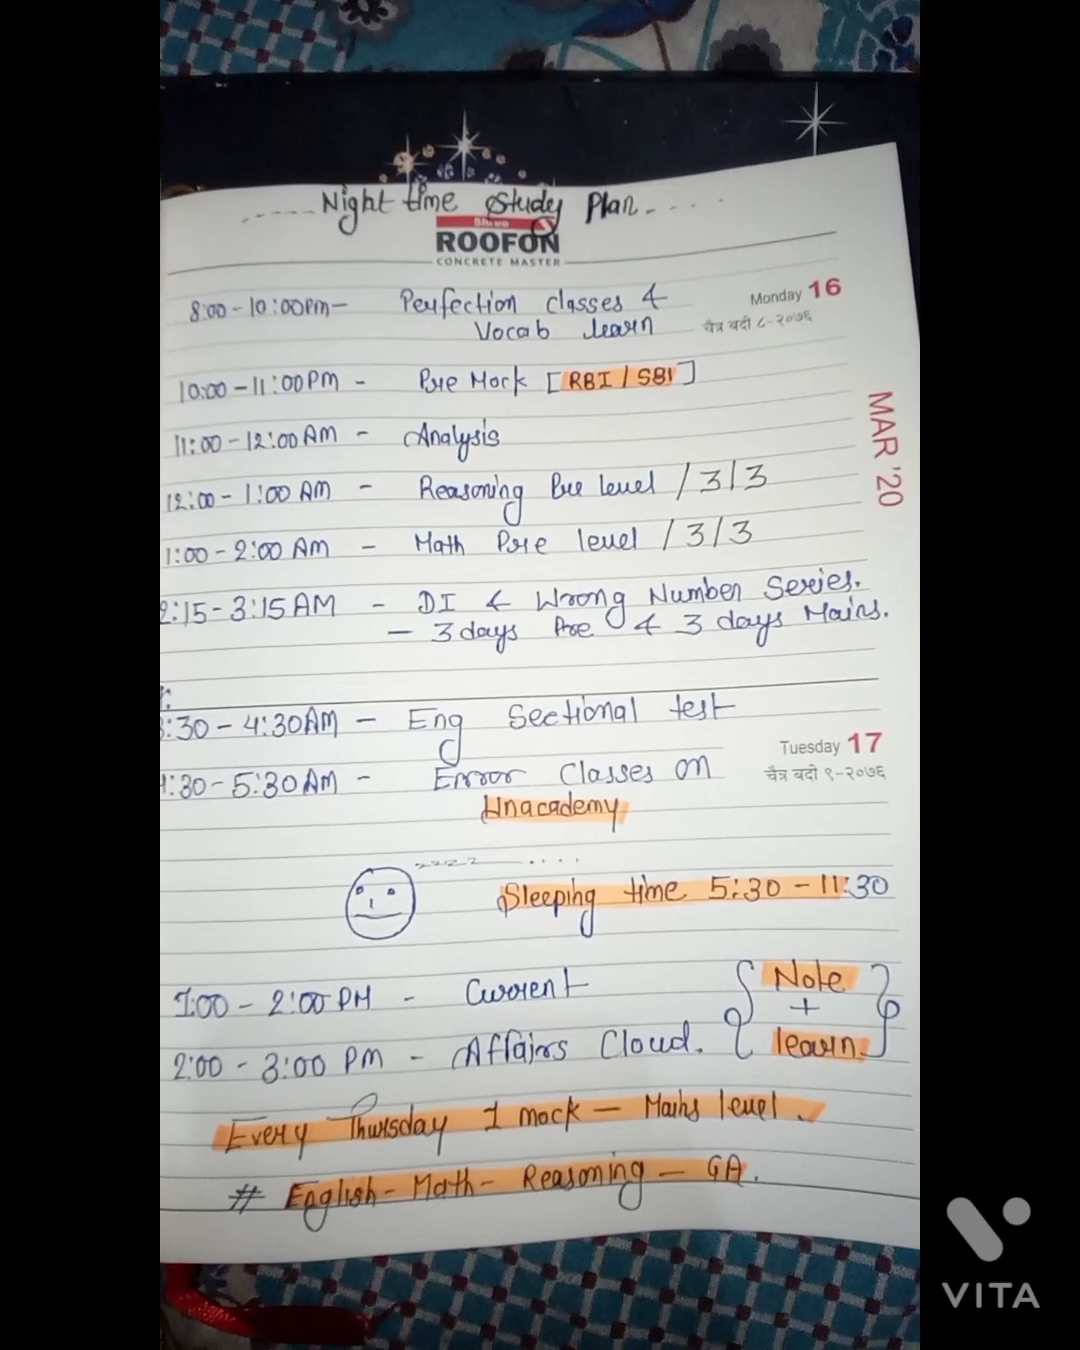 Night time Study Plan
Shree
ROOFON
CONCRETE MASTER
Monday 16
चैत्र बदी ८-२०७६
8:00 - 10:00pm - Perfection classes &
Vocab learn
10:00 - 11:00 PM - Pre Mock [RBI / SBI]
11:00 - 12:00 AM - Analysis
MAR '20
12:00 - 1:00 AM - Reasoning Pre level / 3/3
1:00 - 2:00 AM - Math Pre level / 3/3
2:15 - 3:15 AM - DI & Wrong Number Series.
- 3 days Pre & 3 days Mains.
3:30 - 4:30 AM - Eng Sectional test
Tuesday 17
चैत्र बदी ९-२०७६
4:30 - 5:30 AM - Error Classes on
Unacademy
zzzz ....
Sleeping time 5:30 - 11:30
1:00 - 2:00 PM - Current
2:00 - 3:00 PM - Affairs Cloud.
{ Note
+
learn }
Every Thursday 1 mock - Mains level.
# English - Math - Reasoning - GA.
VITA